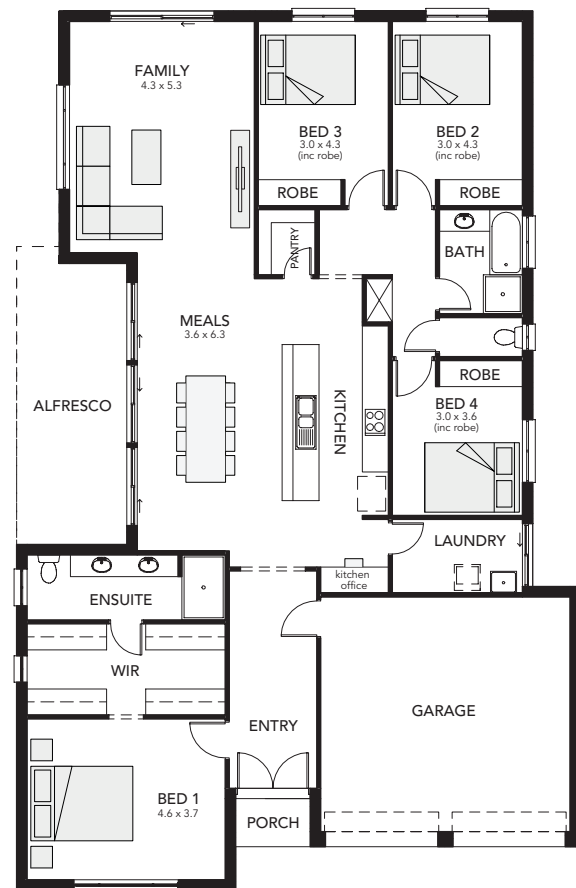 FAMILY
4.3 x 5.3
BED 3
3.0 x 4.3
(inc robe)
BED 2
3.0 x 4.3
(inc robe)
ROBE
ROBE
PANTRY
BATH
MEALS
3.6 x 6.3
ALFRESCO
KITCHEN
ROBE
BED 4
3.0 x 3.6
(inc robe)
LAUNDRY
kitchen
office
ENSUITE
WIR
ENTRY
GARAGE
BED 1
4.6 x 3.7
PORCH